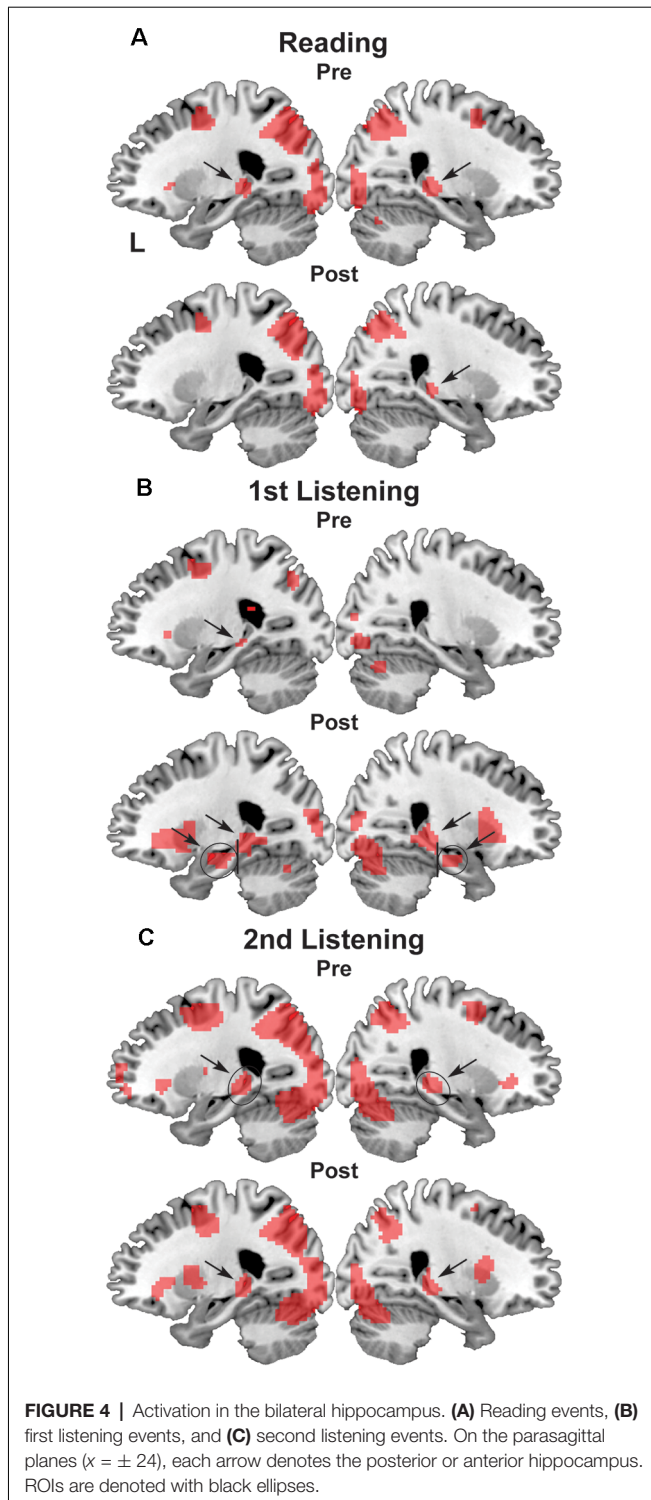 A
Reading
Pre
L
Post
B
1st Listening
Pre
Post
C
2nd Listening
Pre
Post
FIGURE 4 | Activation in the bilateral hippocampus. (A) Reading events, (B)
first listening events, and (C) second listening events. On the parasagittal
planes (x = ± 24), each arrow denotes the posterior or anterior hippocampus.
ROIs are denoted with black ellipses.